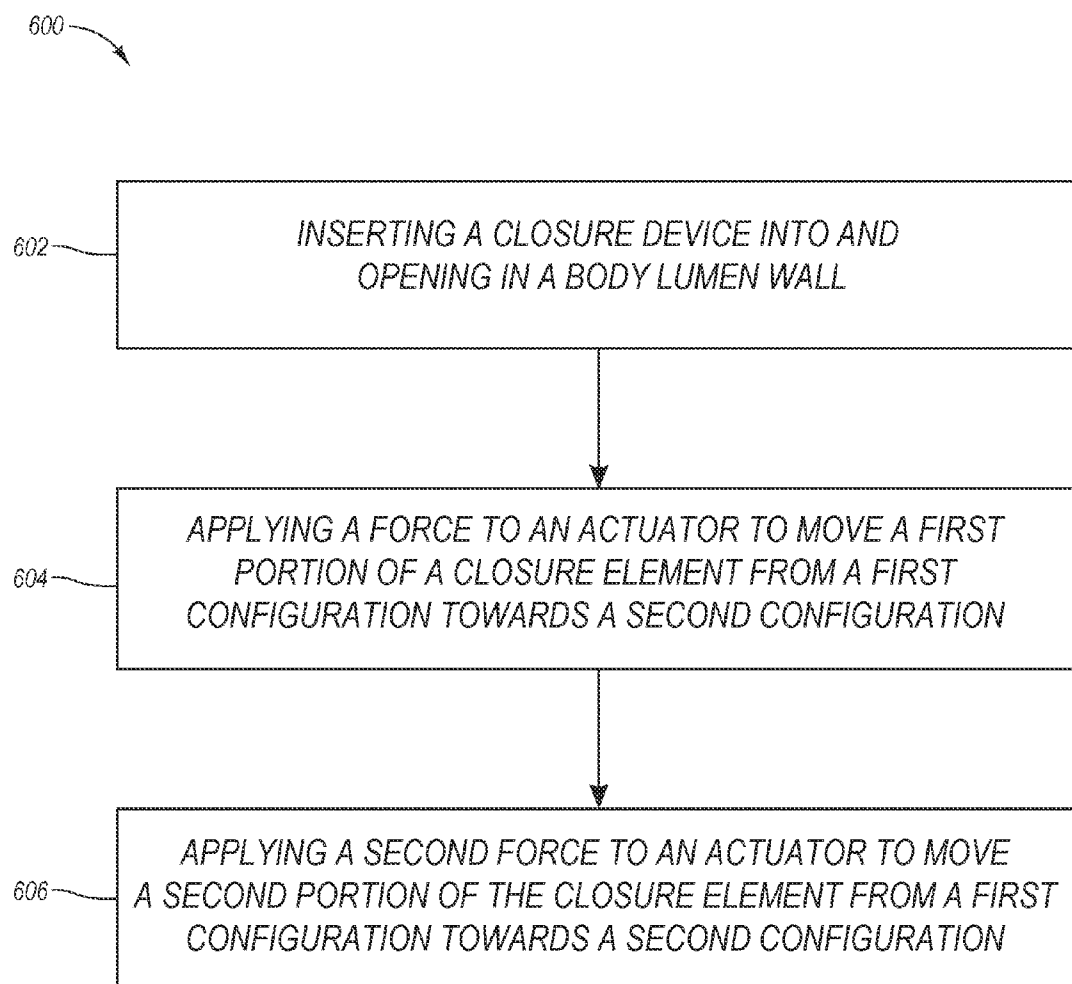 600
602
INSERTING A CLOSURE DEVICE INTO AND
OPENING IN A BODY LUMEN WALL
604
APPLYING A FORCE TO AN ACTUATOR TO MOVE A FIRST
PORTION OF A CLOSURE ELEMENT FROM A FIRST
CONFIGURATION TOWARDS A SECOND CONFIGURATION
606
APPLYING A SECOND FORCE TO AN ACTUATOR TO MOVE
A SECOND PORTION OF THE CLOSURE ELEMENT FROM A FIRST
CONFIGURATION TOWARDS A SECOND CONFIGURATION